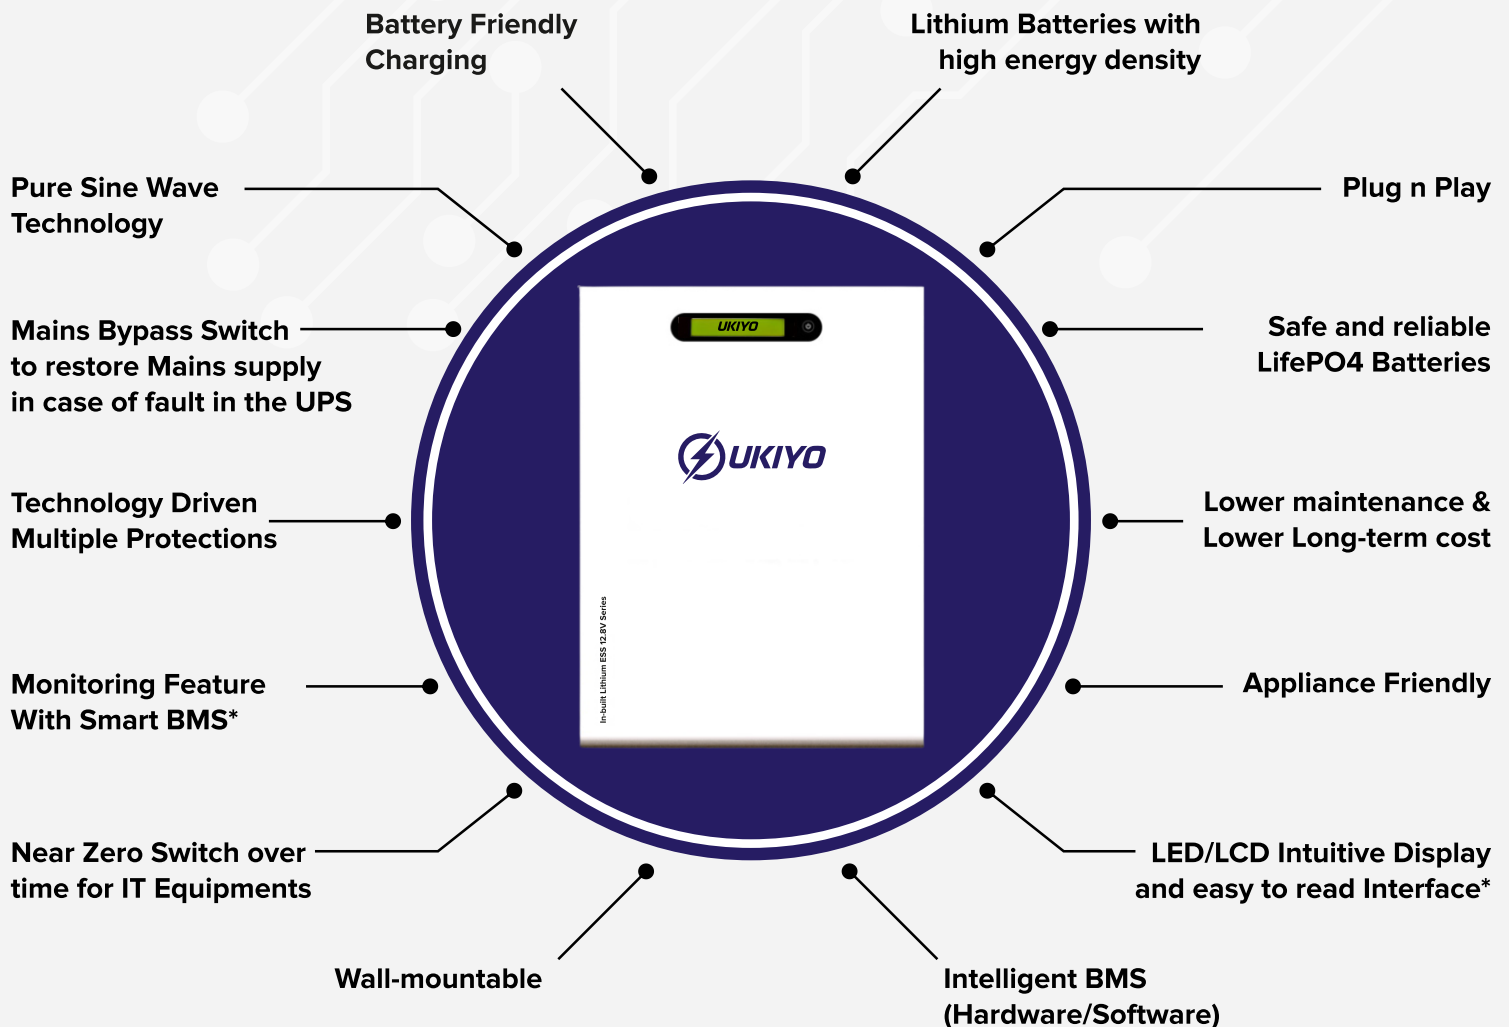 Battery Friendly
Charging
Lithium Batteries with
high energy density
Pure Sine Wave
Technology
Plug n Play
Mains Bypass Switch
to restore Mains supply
in case of fault in the UPS
Safe and reliable
LifePO4 Batteries
Technology Driven
Multiple Protections
Lower maintenance &
Lower Long-term cost
Monitoring Feature
With Smart BMS*
Appliance Friendly
Near Zero Switch over
time for IT Equipments
LED/LCD Intuitive Display
and easy to read Interface*
Wall-mountable
Intelligent BMS
(Hardware/Software)
UKIYO
UKIYO
In-built Lithium ESS 12.8V Series